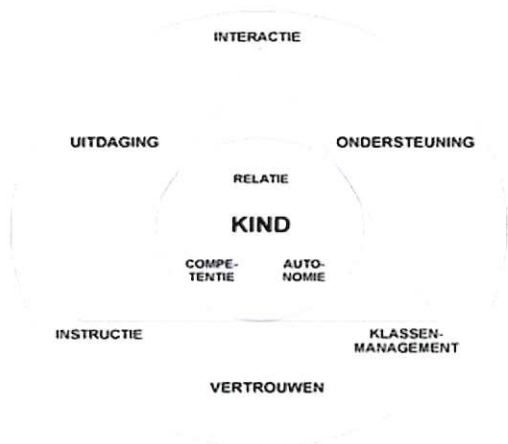 INTERACTIE
UITDAGING
ONDERSTEUNING
RELATIE
KIND
COMPE-
TENTIE
AUTO-
NOMIE
INSTRUCTIE
KLASSEN-
MANAGEMENT
VERTROUWEN